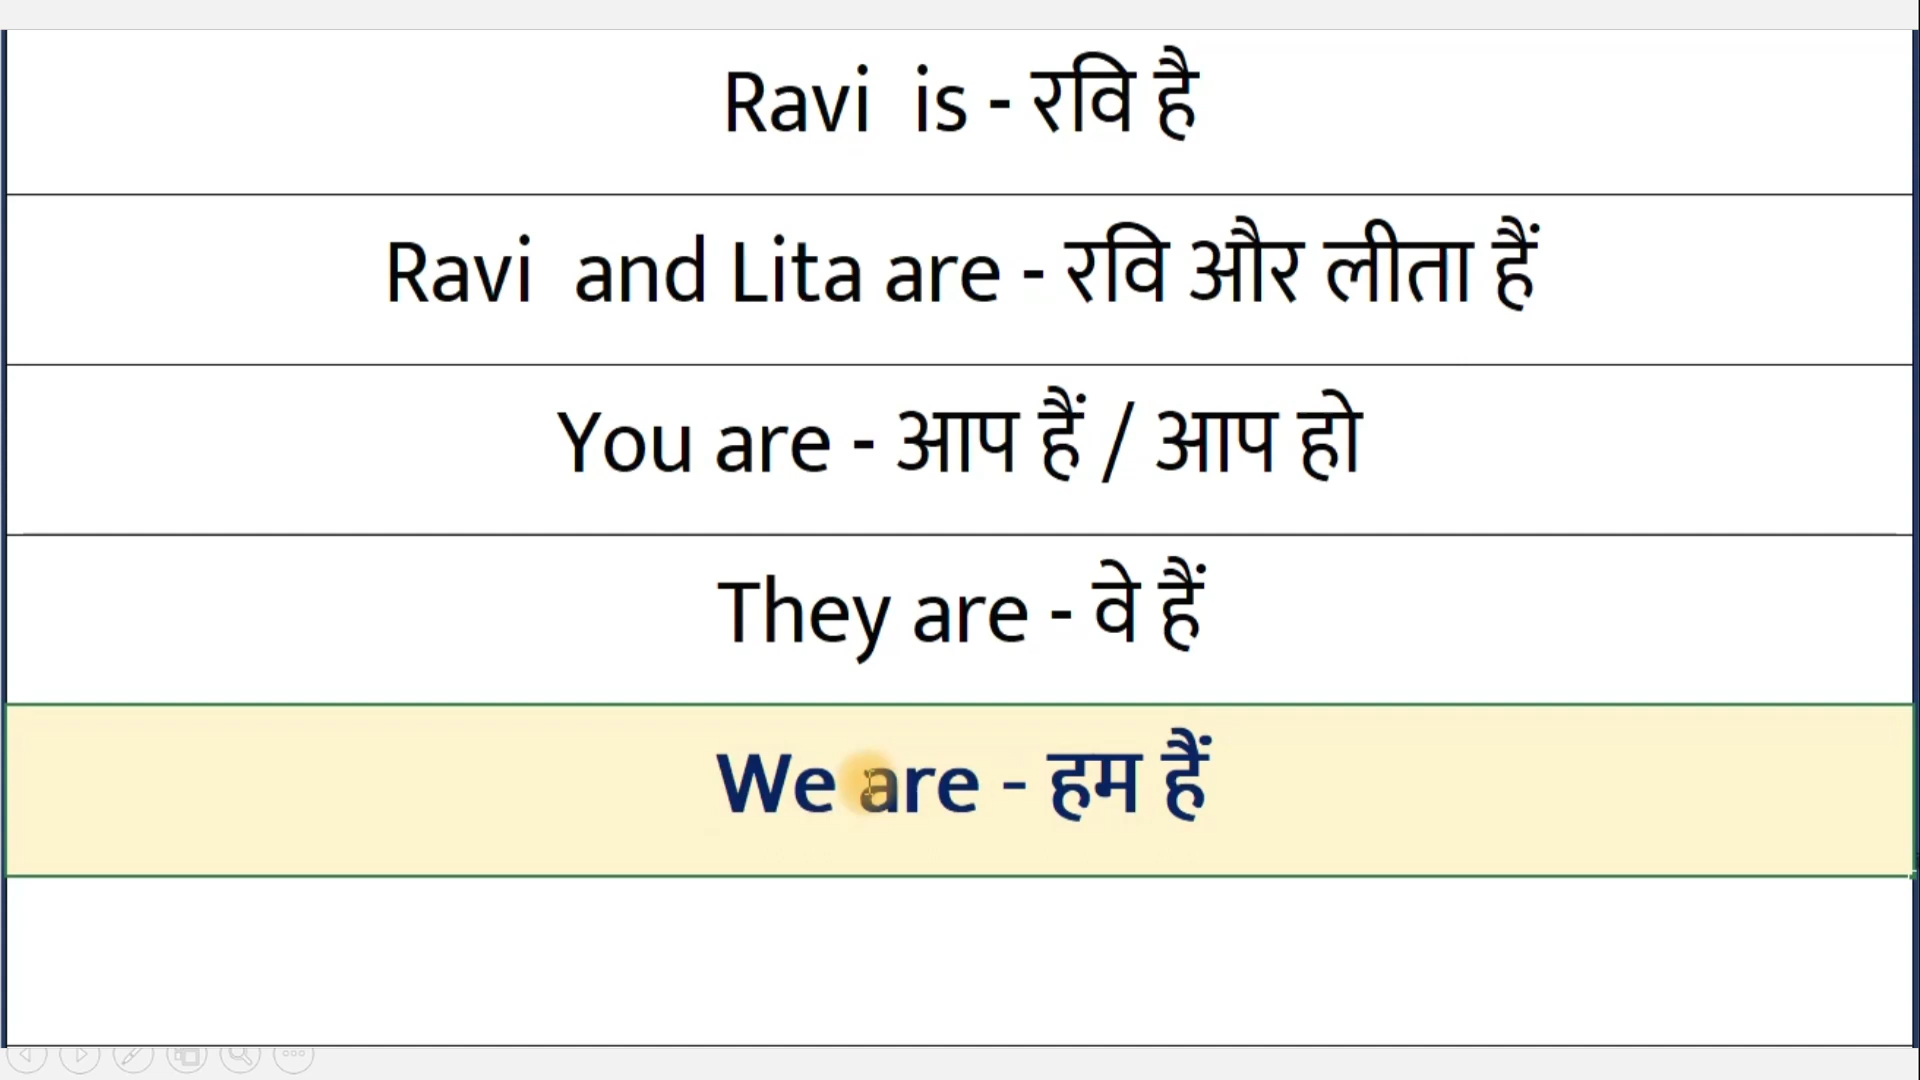 Ravi is - रवि है
Ravi and Lita are - रवि और लीता हैं
You are - आप हैं / आप हो
They are - वे हैं
We are - हम हैं